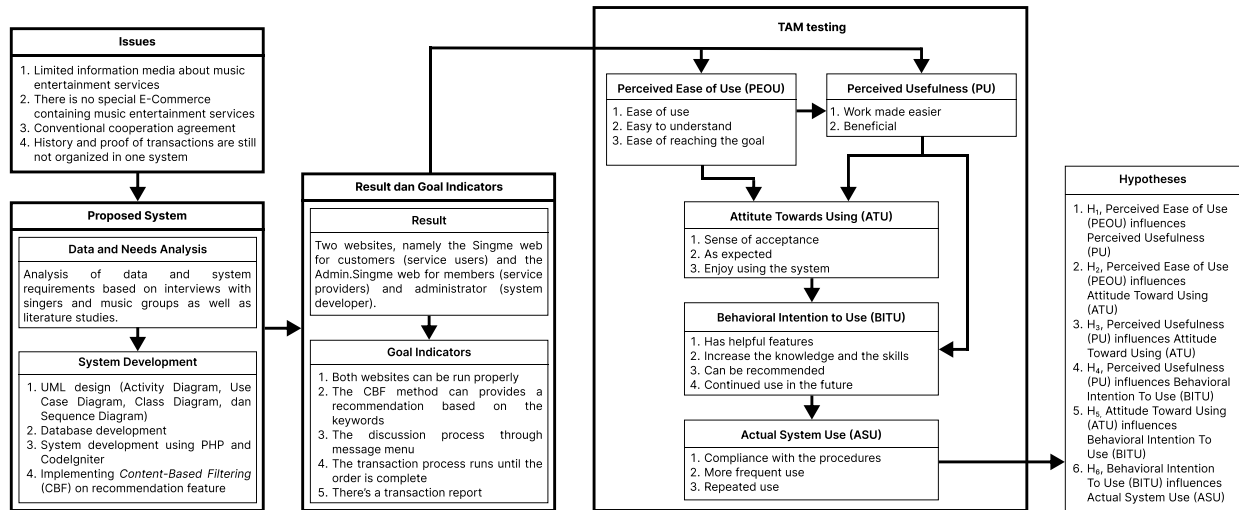 Issues
1. Limited information media about music
entertainment services
2. There is no special E-Commerce
containing music entertainment services
3. Conventional cooperation agreement
4. History and proof of transactions are still
not organized in one system
Proposed System
Data and Needs Analysis
Analysis of data and system
requirements based on interviews with
singers and music groups as well as
literature studies.
System Development
1. UML design (Activity Diagram, Use
Case Diagram, Class Diagram, dan
Sequence Diagram)
2. Database development
3. System development using PHP and
CodeIgniter
4. Implementing Content-Based Filtering
(CBF) on recommendation feature
Result dan Goal Indicators
Result
Two websites, namely the Singme web
for customers (service users) and the
Admin.Singme web for members (service
providers) and administrator (system
developer).
Goal Indicators
1. Both websites can be run properly
2. The CBF method can provides a
recommendation based on the
keywords
3. The discussion process through
message menu
4. The transaction process runs until the
order is complete
5. There's a transaction report
TAM testing
Perceived Ease of Use (PEOU)
1. Ease of use
2. Easy to understand
3. Ease of reaching the goal
Perceived Usefulness (PU)
1. Work made easier
2. Beneficial
Attitute Towards Using (ATU)
1. Sense of acceptance
2. As expected
3. Enjoy using the system
Behavioral Intention to Use (BITU)
1. Has helpful features
2. Increase the knowledge and the skills
3. Can be recommended
4. Continued use in the future
Actual System Use (ASU)
1. Compliance with the procedures
2. More frequent use
3. Repeated use
Hypotheses
1. H₁, Perceived Ease of Use
(PEOU) influences
Perceived Usefulness
(PU)
2. H₂, Perceived Ease of Use
(PEOU) influences
Attitude Toward Using
(ATU)
3. H₃, Perceived Usefulness
(PU) influences Attitude
Toward Using (ATU)
4. H₄, Perceived Usefulness
(PU) influences Behavioral
Intention To Use (BITU)
5. H₅, Attitude Toward Using
(ATU) influences
Behavioral Intention To
Use (BITU)
6. H₆, Behavioral Intention
To Use (BITU) influences
Actual System Use (ASU)